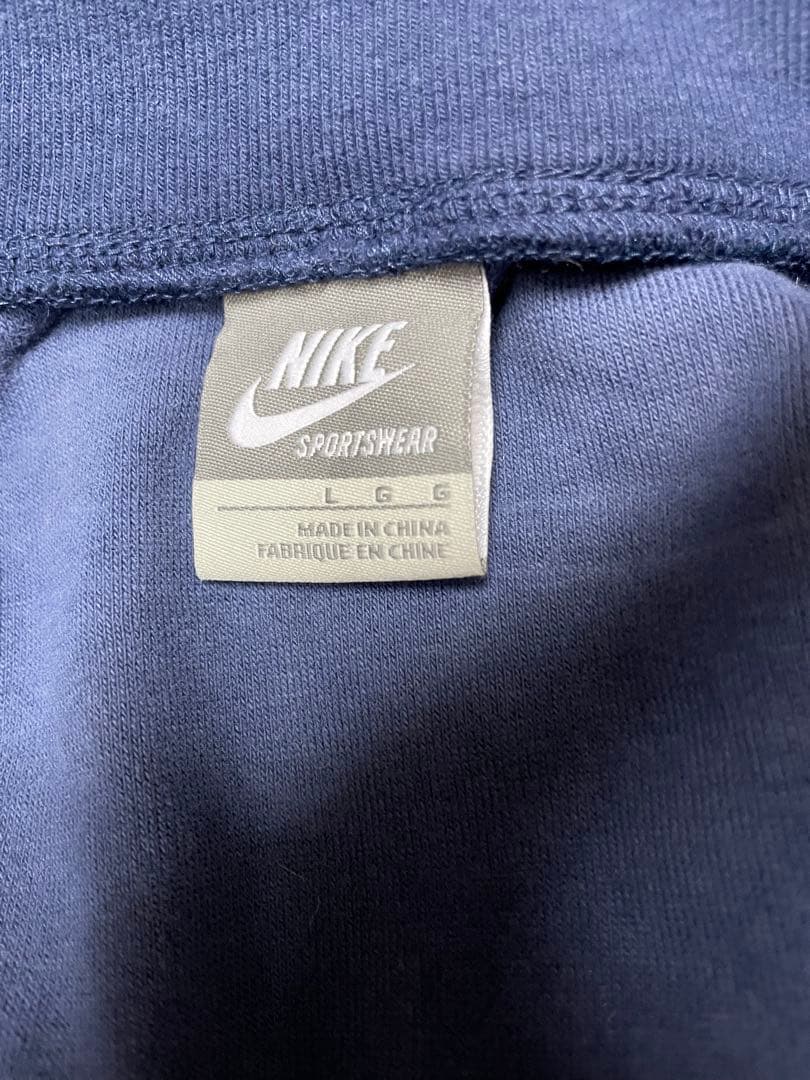 NIKE
SPORTSWEAR
L G G
MADE IN CHINA
FABRIQUE EN CHINE